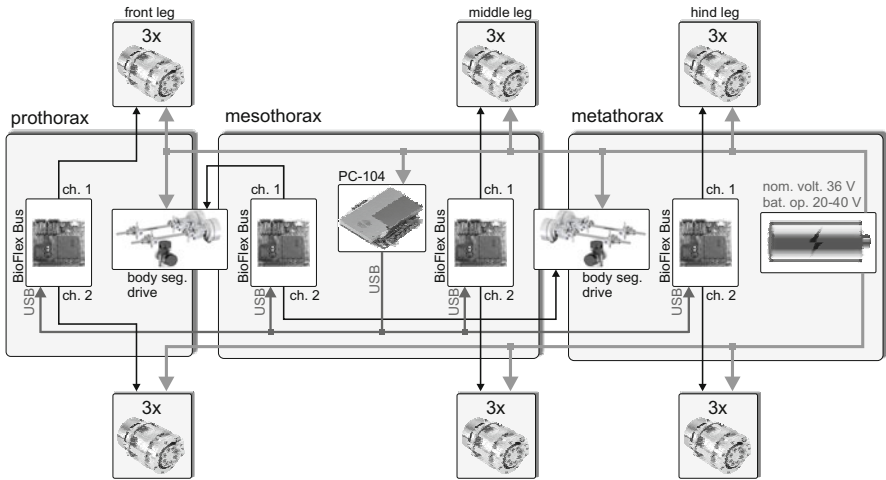 front leg
middle leg
hind leg
3x
3x
3x
prothorax
mesothorax
metathorax
PC-104
nom. volt. 36 V
bat. op. 20-40 V
ch. 1
ch. 1
ch. 1
ch. 1
BioFlex Bus
BioFlex Bus
BioFlex Bus
BioFlex Bus
body seg.
drive
body seg.
drive
ch. 2
ch. 2
ch. 2
ch. 2
USB
USB
USB
USB
USB
3x
3x
3x